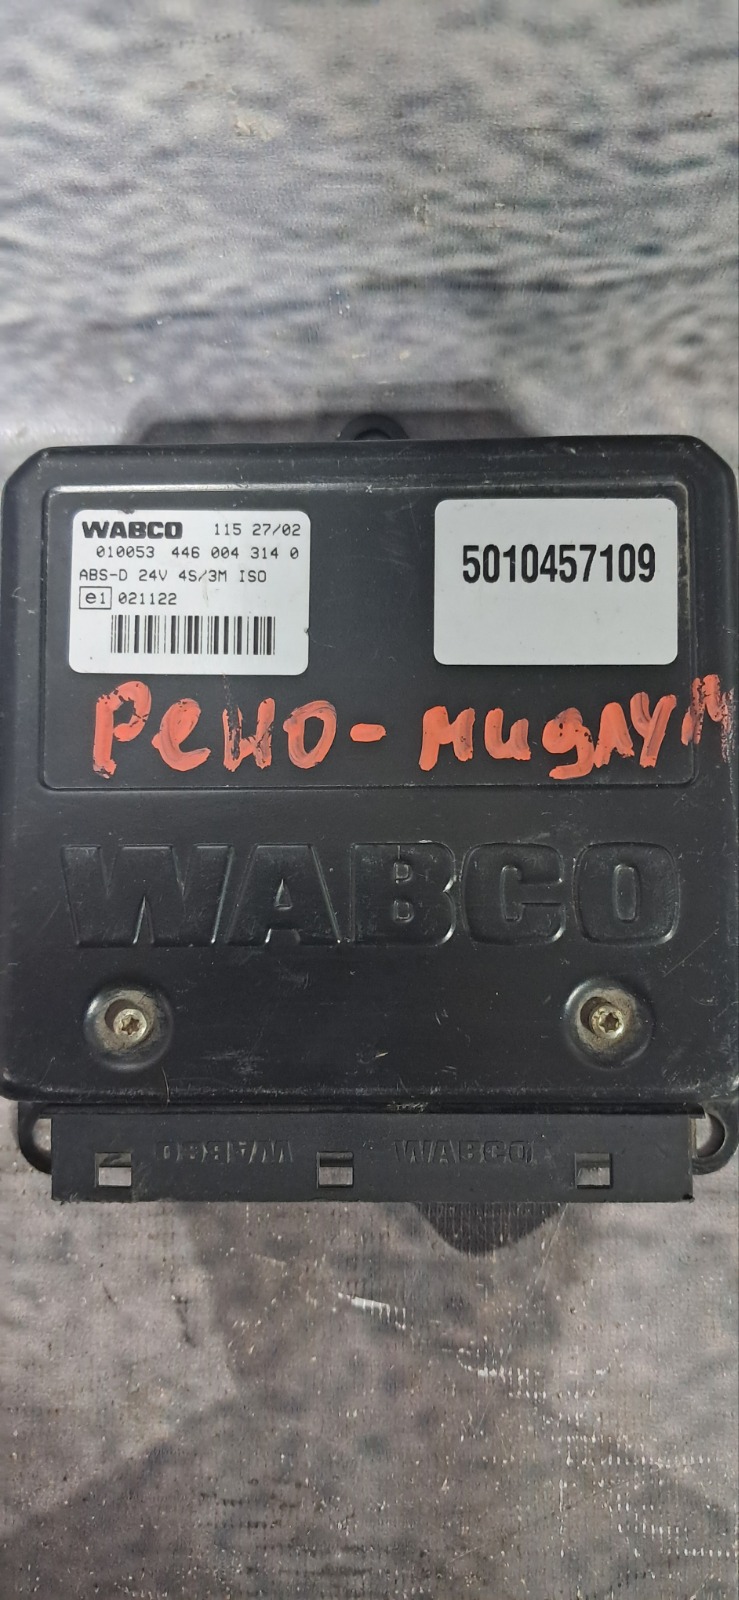 WABCO 115 27/02
010053 446 004 314 0
ABS-D 24V 4S/3M ISO
e1 021122
5010457109
Рено-мидлум
WABCO
WABCO WABCO